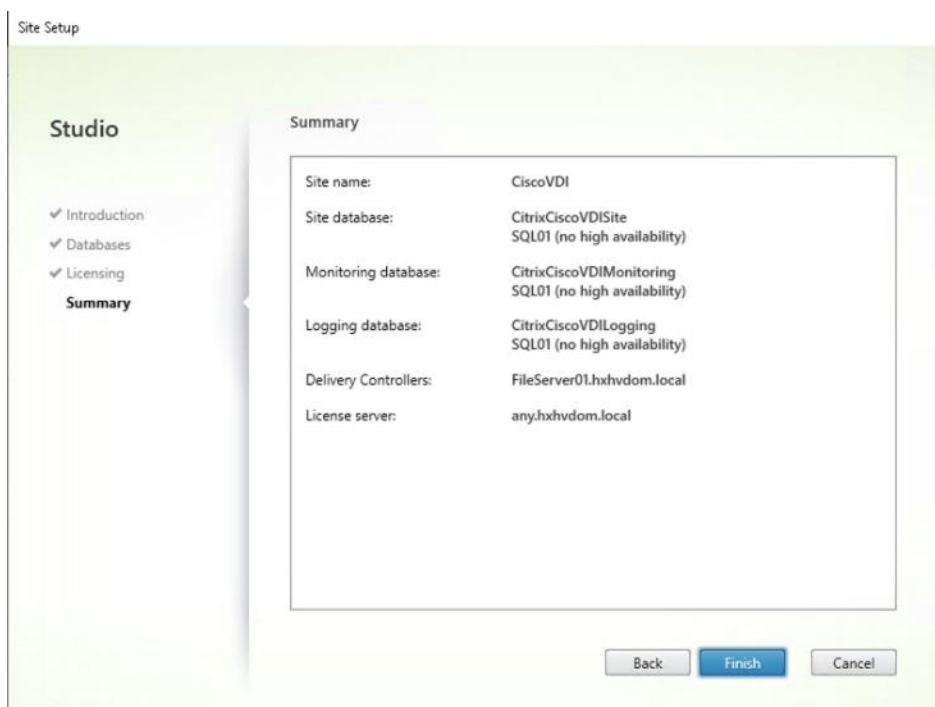 Site Setup
Studio
✔ Introduction
✔ Databases
✔ Licensing
Summary
Summary
Site name: CiscoVDI
Site database: CitrixCiscoVDISite
SQL01 (no high availability)
Monitoring database: CitrixCiscoVDIMonitoring
SQL01 (no high availability)
Logging database: CitrixCiscoVDILogging
SQL01 (no high availability)
Delivery Controllers: FileServer01.hxhvdom.local
License server: any.hxhvdom.local
Back Finish Cancel